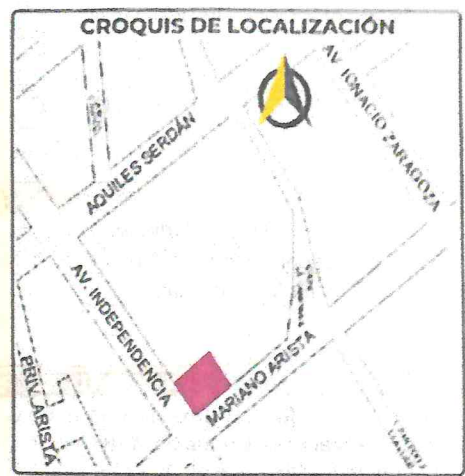 CROQUIS DE LOCALIZACIÓN
AV. IGNACIO ZARAGOZA
AQUILES SERDÁN
AV. INDEPENDENCIA
MARIANO ARISTA
PRIV. ARISTA